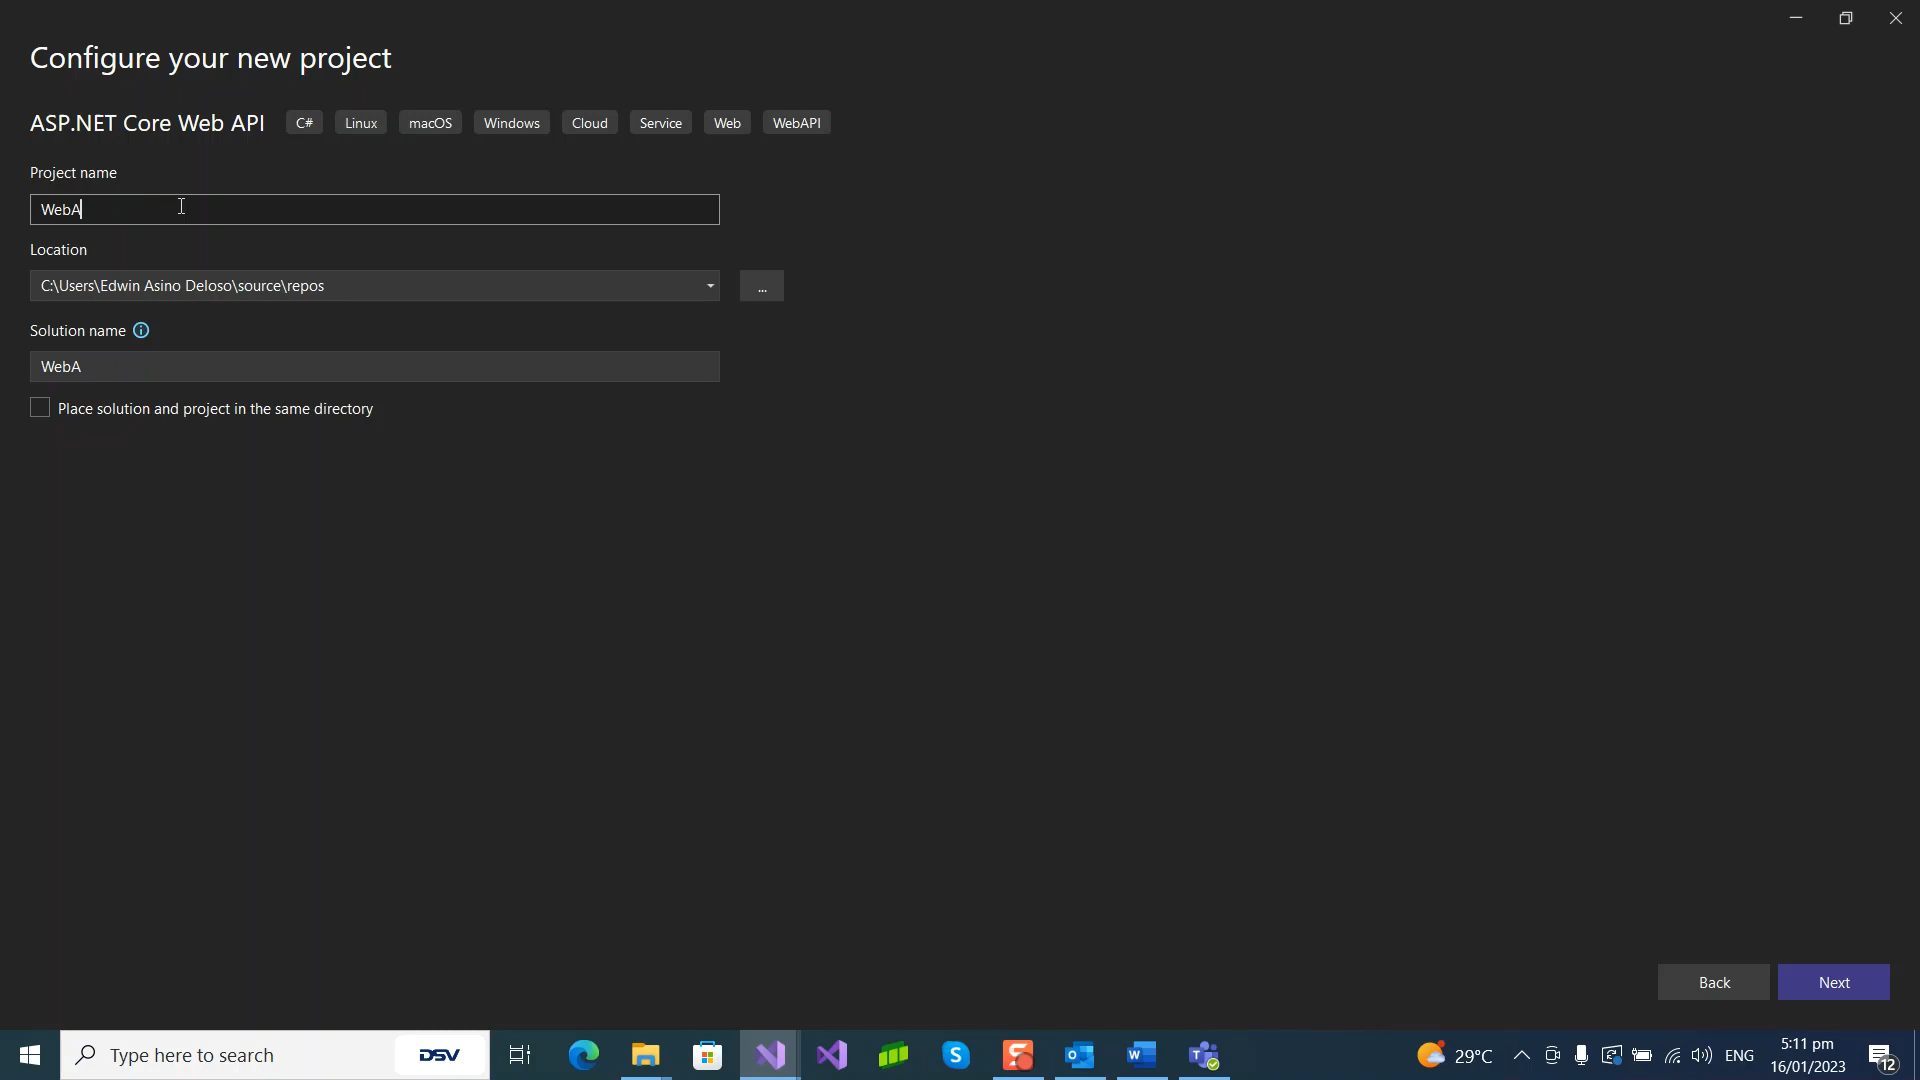 Configure your new project
ASP.NET Core Web API C# Linux macOS Windows Cloud Service Web WebAPI
Project name
WebA
Location
C:\Users\Edwin Asino Deloso\source\repos
...
Solution name
WebA
Place solution and project in the same directory
Back Next
Type here to search DSV
29°C ENG 5:11 pm
16/01/2023
12